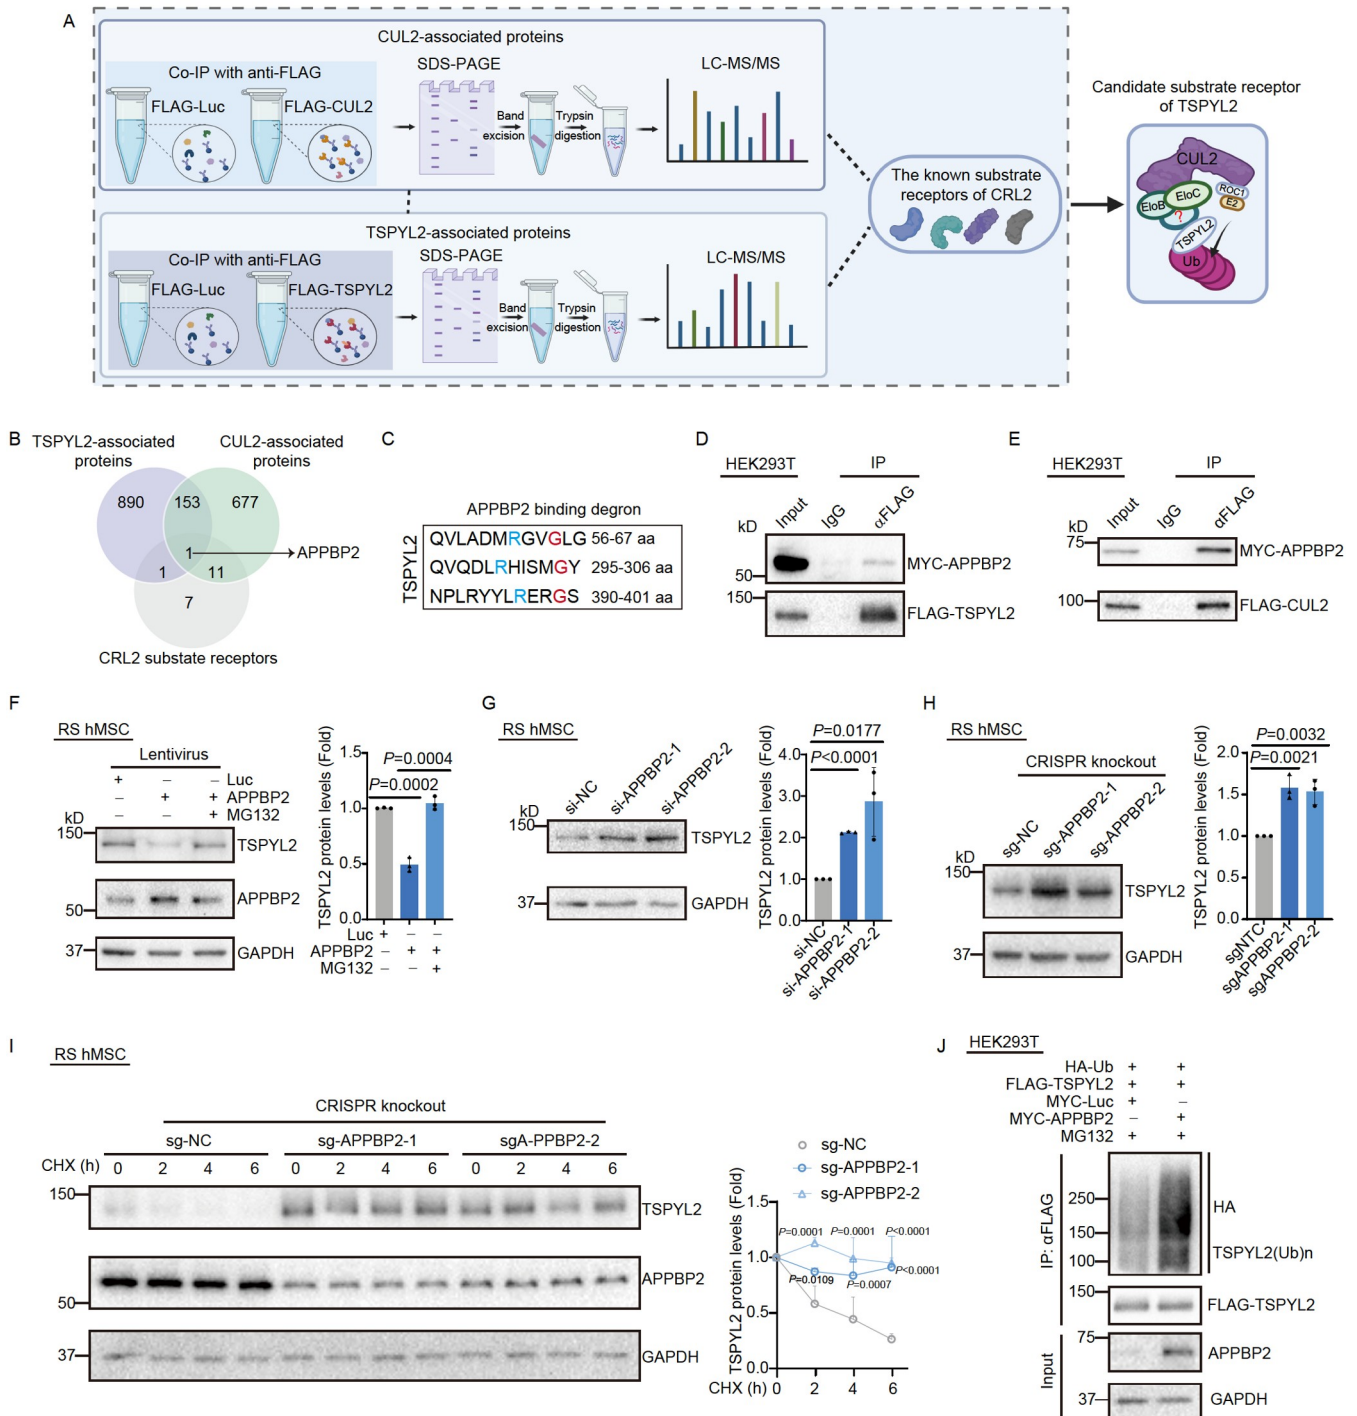 A
CUL2-associated proteins
Co-IP with anti-FLAG
FLAG-Luc
FLAG-CUL2
SDS-PAGE
Band
excision
Trypsin
digestion
LC-MS/MS
TSPYL2-associated proteins
Co-IP with anti-FLAG
FLAG-Luc
FLAG-TSPYL2
SDS-PAGE
Band
excision
Trypsin
digestion
LC-MS/MS
The known substrate
receptors of CRL2
Candidate substrate receptor
of TSPYL2
CUL2
EloB
EloC
ROC1
E2
?
TSPYL2
Ub
B
TSPYL2-associated
proteins
CUL2-associated
proteins
890
153
677
1
APPBP2
1
11
7
CRL2 substate receptors
C
APPBP2 binding degron
TSPYL2
QVLADMRGVGLG 56-67 aa
QVQDLRHISMGY 295-306 aa
NPLRYYLRERGS 390-401 aa
D
HEK293T
IP
Input
IgG
αFLAG
kD
50
MYC-APPBP2
150
FLAG-TSPYL2
E
HEK293T
IP
Input
IgG
αFLAG
kD
75
MYC-APPBP2
100
FLAG-CUL2
F
RS hMSC
Lentivirus
+ – – Luc
– + + APPBP2
– – + MG132
kD
150
TSPYL2
50
APPBP2
37
GAPDH
TSPYL2 protein levels (Fold)
1.5
1.0
0.5
0.0
P=0.0004
P=0.0002
Luc + – –
APPBP2 – + +
MG132 – – +
G
RS hMSC
si-NC
si-APPBP2-1
si-APPBP2-2
kD
150
TSPYL2
37
GAPDH
TSPYL2 protein levels (Fold)
4.0
3.0
2.0
1.0
0.0
P=0.0177
P<0.0001
si-NC
si-APPBP2-1
si-APPBP2-2
H
RS hMSC
CRISPR knockout
sg-NC
sg-APPBP2-1
sg-APPBP2-2
kD
150
TSPYL2
37
GAPDH
TSPYL2 protein levels (Fold)
2.0
1.5
1.0
0.5
0.0
P=0.0032
P=0.0021
sgNTC
sgAPPBP2-1
sgAPPBP2-2
I
RS hMSC
CRISPR knockout
sg-NC
sg-APPBP2-1
sgA-PPBP2-2
CHX (h) 0 2 4 6 0 2 4 6 0 2 4 6
150
TSPYL2
APPBP2
50
37
GAPDH
sg-NC
sg-APPBP2-1
sg-APPBP2-2
TSPYL2 protein levels (Fold)
1.5
1.0
0.5
0.0
P=0.0001
P=0.0001
P<0.0001
P=0.0109
P=0.0007
P<0.0001
CHX (h) 0 2 4 6
J
HEK293T
HA-Ub + +
FLAG-TSPYL2 + +
MYC-Luc + –
MYC-APPBP2 – +
MG132 + +
IP: αFLAG
250
150
100
HA
TSPYL2(Ub)n
150
FLAG-TSPYL2
Input
75
APPBP2
37
GAPDH